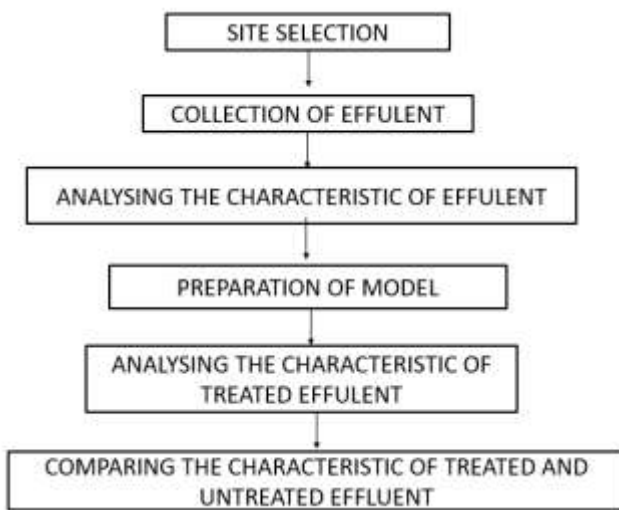 SITE SELECTION
COLLECTION OF EFFULENT
ANALYSING THE CHARACTERISTIC OF EFFULENT
PREPARATION OF MODEL
ANALYSING THE CHARACTERISTIC OF
TREATED EFFULENT
COMPARING THE CHARACTERISTIC OF TREATED AND
UNTREATED EFFLUENT